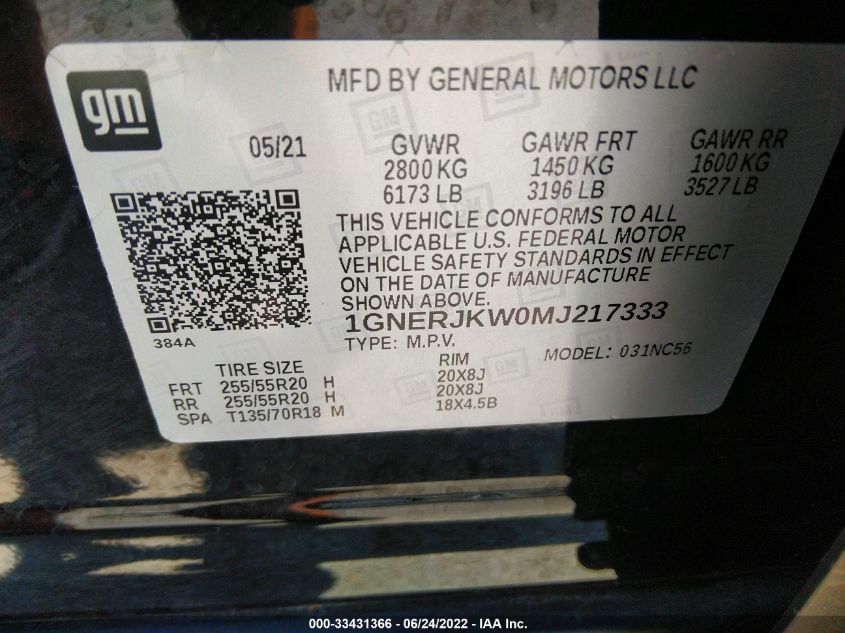 gm
MFD BY GENERAL MOTORS LLC
05/21
GVWR GAWR FRT GAWR RR
2800 KG 1450 KG 1600 KG
6173 LB 3196 LB 3527 LB
THIS VEHICLE CONFORMS TO ALL
APPLICABLE U.S. FEDERAL MOTOR
VEHICLE SAFETY STANDARDS IN EFFECT
ON THE DATE OF MANUFACTURE
SHOWN ABOVE.
1GNERJKW0MJ217333
384A
TYPE: M.P.V. MODEL: 031NC56
TIRE SIZE RIM
FRT 255/55R20 H 20X8J
RR 255/55R20 H 20X8J
SPA T135/70R18 M 18X4.5B
000-33431366 - 06/24/2022 - IAA Inc.